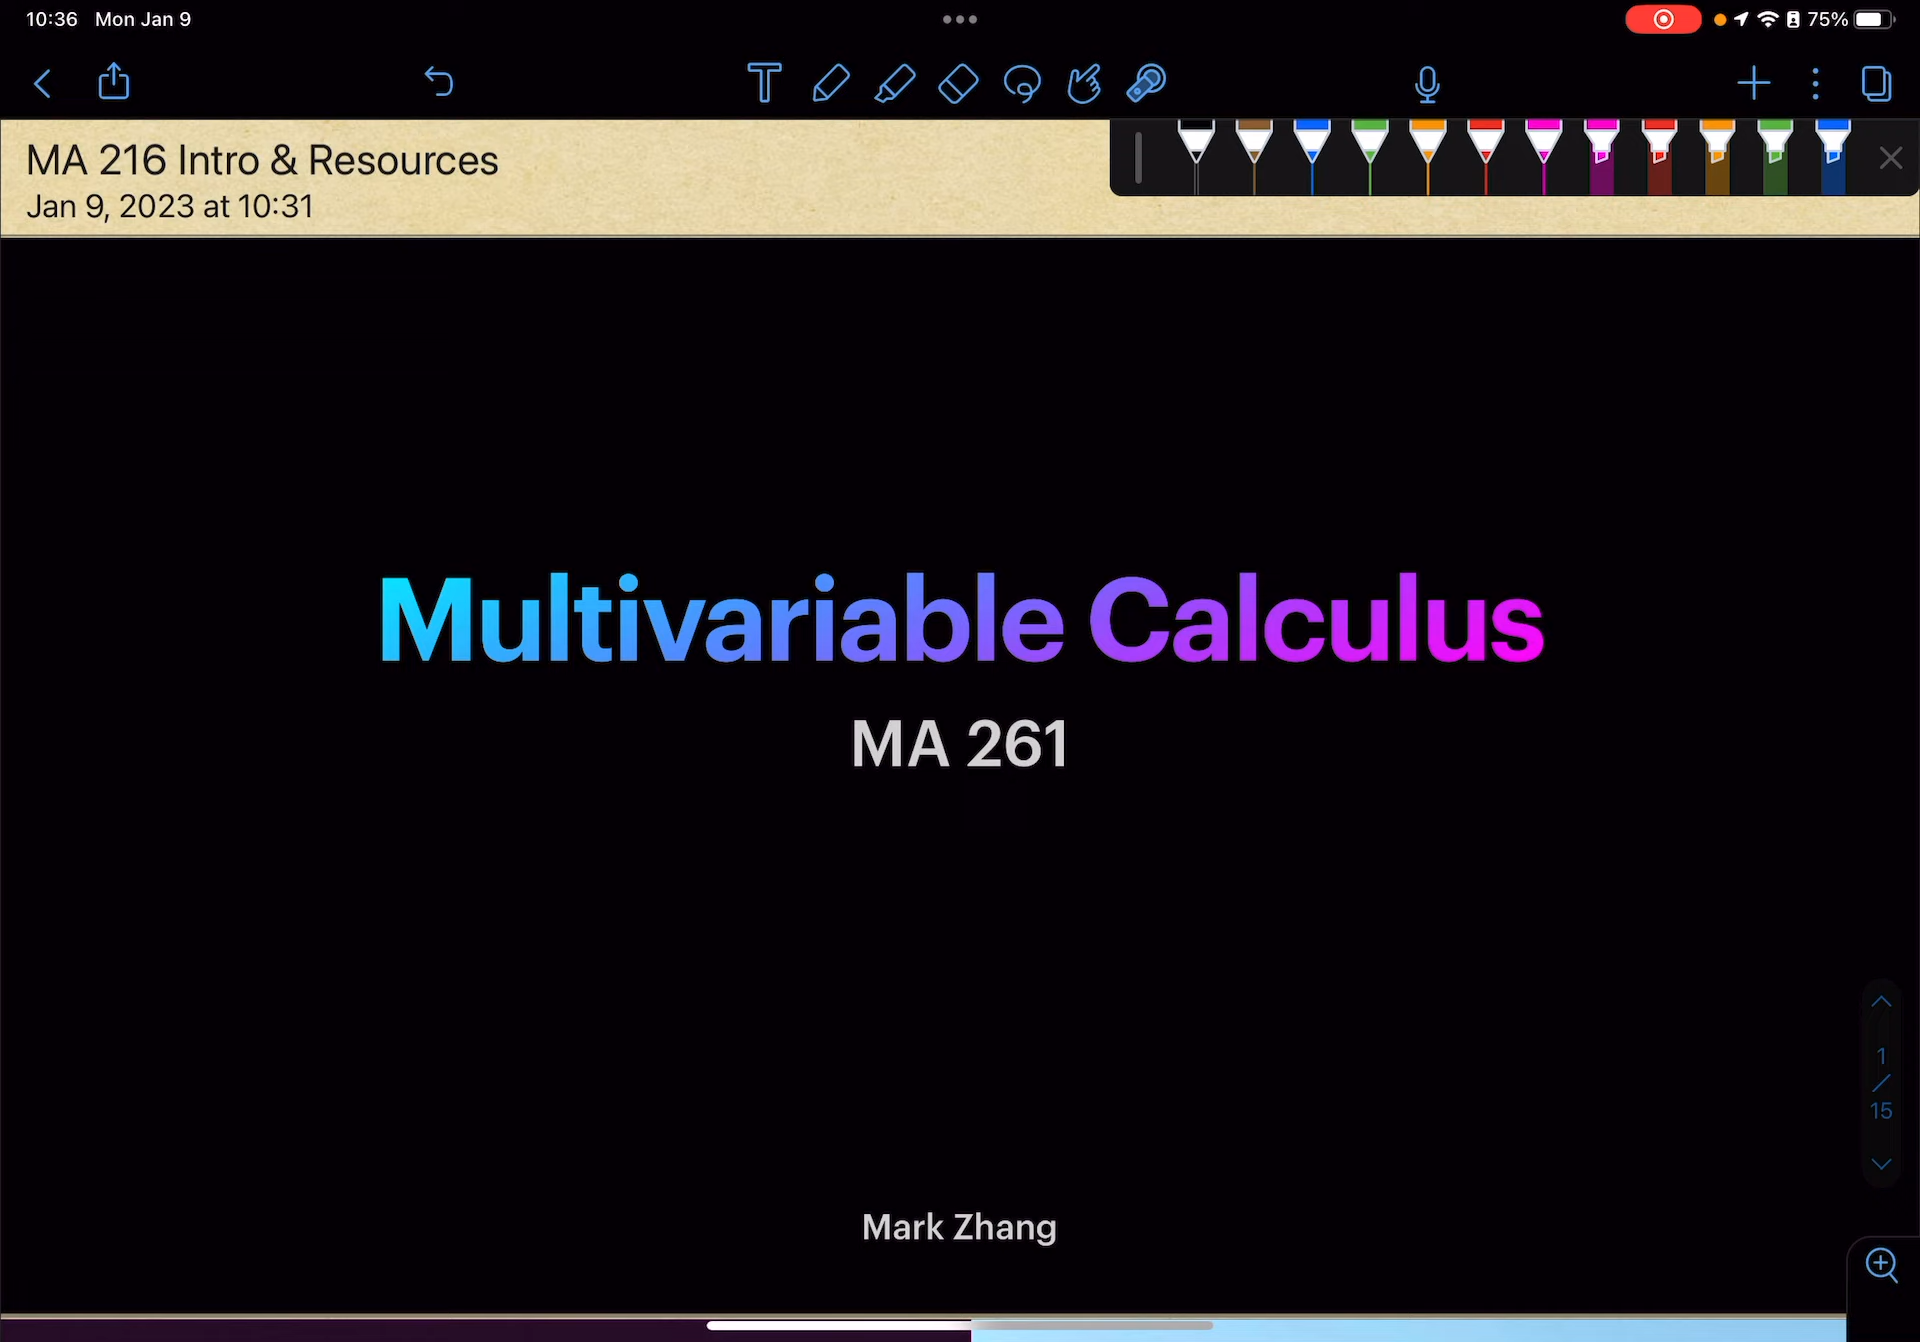 10:36 Mon Jan 9
75%
MA 216 Intro & Resources
Jan 9, 2023 at 10:31
Multivariable Calculus
MA 261
1
/
15
Mark Zhang